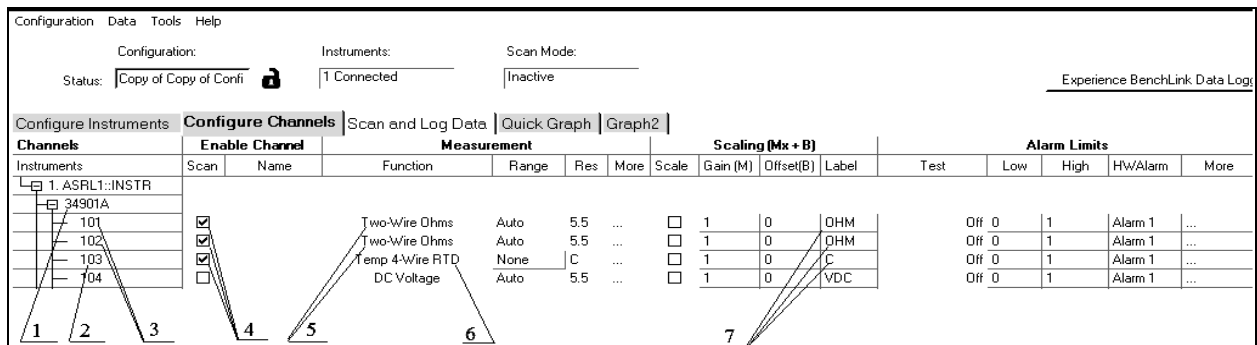 Configuration Data Tools Help
Configuration: Instruments: Scan Mode:
Status: Copy of Copy of Confi 1 Connected Inactive Experience BenchLink Data Logg
Configure Instruments Configure Channels Scan and Log Data Quick Graph Graph2
Channels Enable Channel Measurement Scaling (Mx + B) Alarm Limits
Instruments Scan Name Function Range Res More Scale Gain (M) Offset(B) Label Test Low High HWAlarm More
1. ASRL1::INSTR
34901A
101 Two-Wire Ohms Auto 5.5 ... 1 0 OHM Off 0 1 Alarm 1 ...
102 Two-Wire Ohms Auto 5.5 ... 1 0 OHM Off 0 1 Alarm 1 ...
103 Temp 4-Wire RTD None C ... 1 0 C Off 0 1 Alarm 1 ...
104 DC Voltage Auto 5.5 ... 1 0 VDC Off 0 1 Alarm 1 ...
1 2 3 4 5 6 7